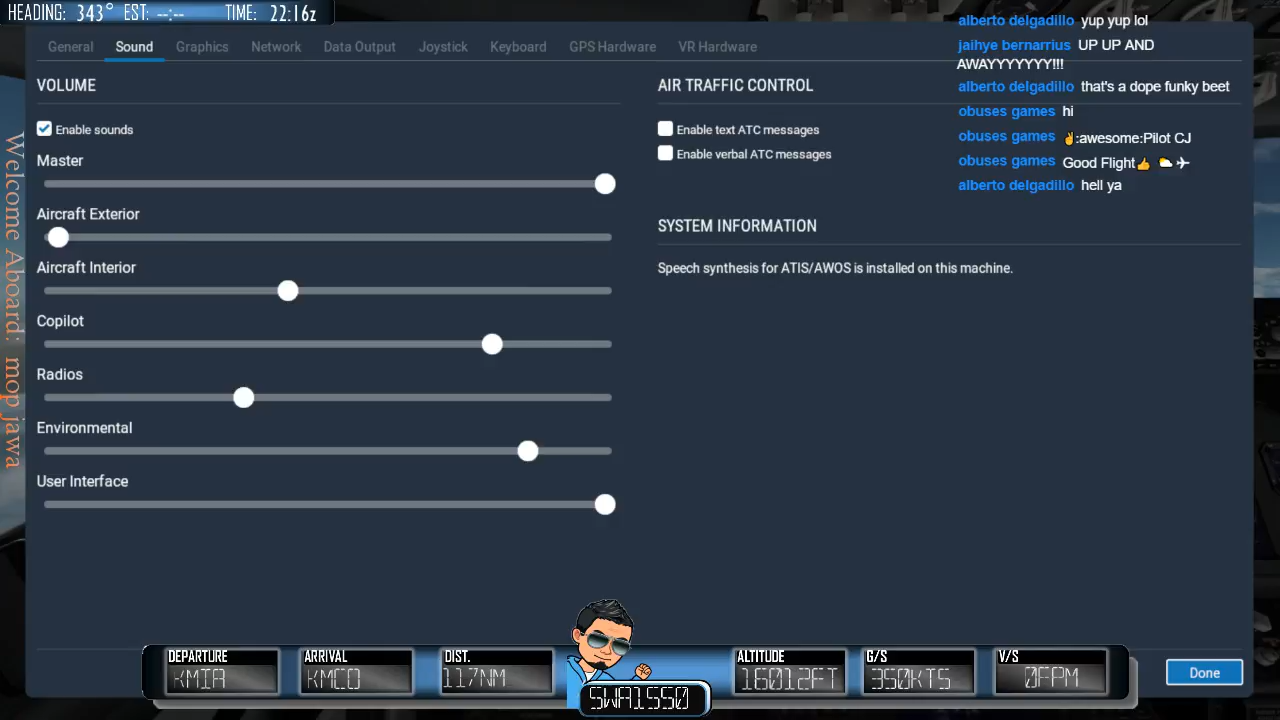 HEADING: 343° EST: --:-- TIME: 22:16z
General Sound Graphics Network Data Output Joystick Keyboard GPS Hardware VR Hardware
VOLUME
Enable sounds
Master
Aircraft Exterior
Aircraft Interior
Copilot
Radios
Environmental
User Interface
AIR TRAFFIC CONTROL
Enable text ATC messages
Enable verbal ATC messages
SYSTEM INFORMATION
Speech synthesis for ATIS/AWOS is installed on this machine.
alberto delgadillo yup yup lol
jaihye bernarrius UP UP AND
AWAYYYYYYY!!!
alberto delgadillo that's a dope funky beet
obuses games hi
obuses games ✌:awesome:Pilot CJ
obuses games Good Flight👍 🌥 ✈
alberto delgadillo hell ya
Welcome Aboard: mop jawa
DEPARTURE
KMIA
ARRIVAL
KMCO
DIST.
117NM
SWA1550
ALTITUDE
16012FT
G/S
350KTS
V/S
0FPM
Done